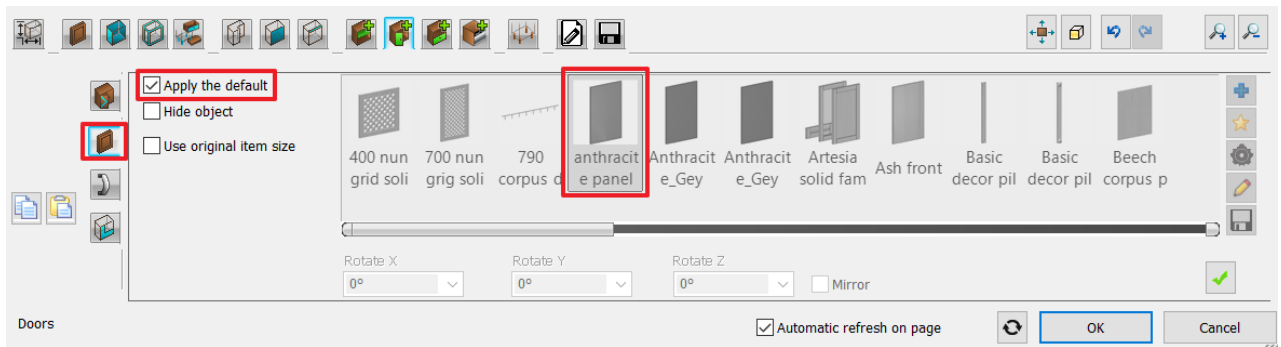 Apply the default
Hide object
Use original item size
400 nun
grid soli
700 nun
grig soli
790
corpus d
anthracit
e panel
Anthracit
e_Gey
Anthracit
e_Gey
Artesia
solid fam
Ash front
Basic
decor pil
Basic
decor pil
Beech
corpus p
Rotate X
Rotate Y
Rotate Z
0°
0°
0°
Mirror
Doors
Automatic refresh on page
OK
Cancel